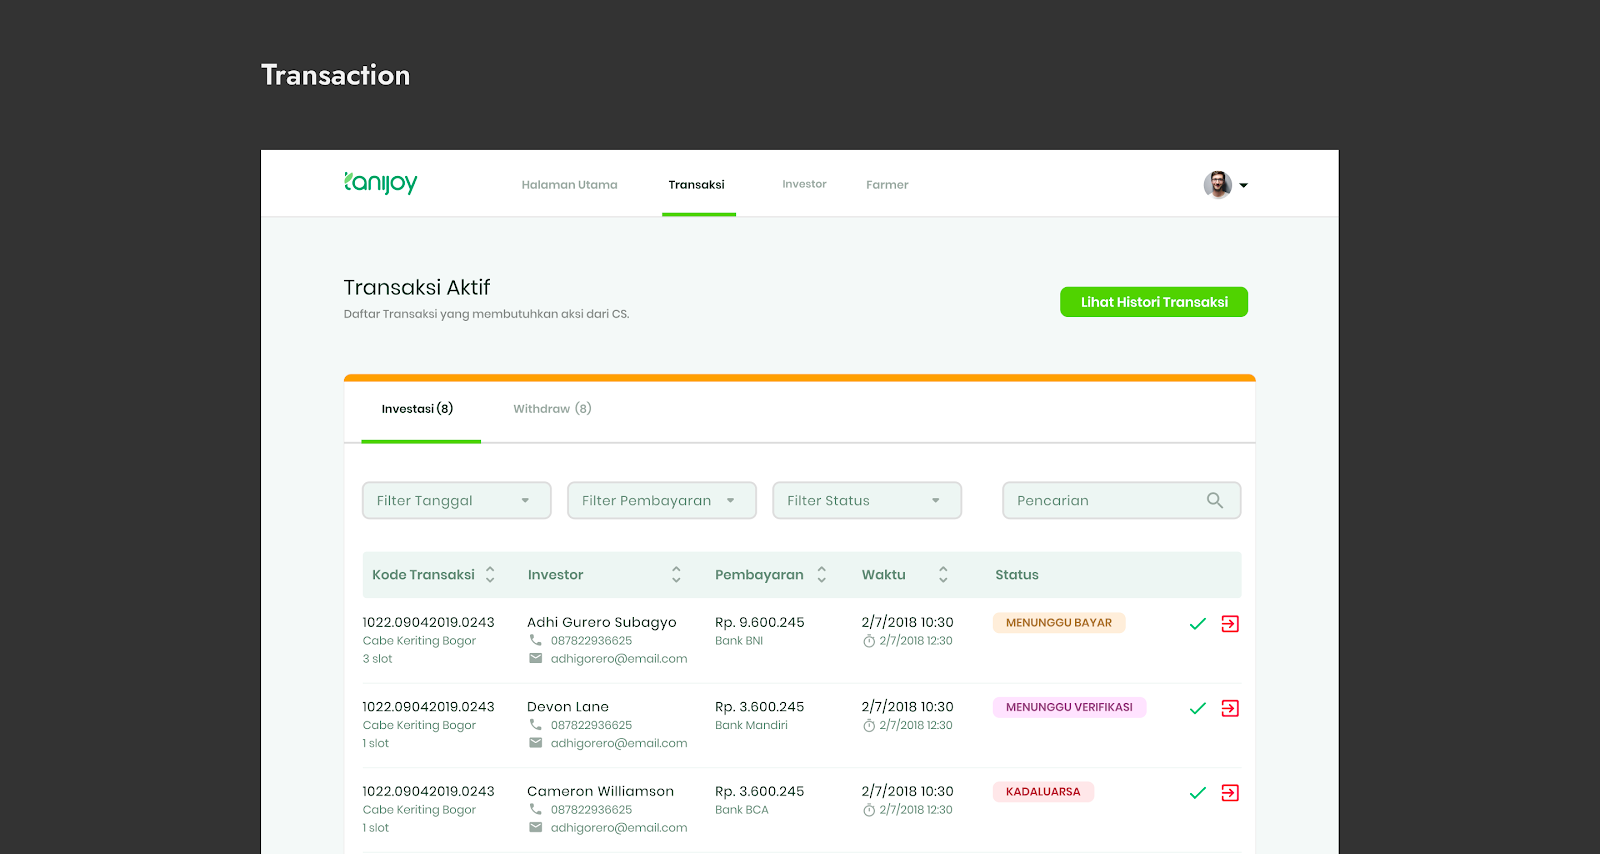 Transaction
tanijoy
Halaman Utama
Transaksi
Investor
Farmer
Transaksi Aktif
Daftar Transaksi yang membutuhkan aksi dari CS.
Lihat Histori Transaksi
Investasi (8)
Withdraw (8)
Filter Tanggal
Filter Pembayaran
Filter Status
Pencarian
Kode Transaksi
Investor
Pembayaran
Waktu
Status
1022.09042019.0243
Cabe Keriting Bogor
3 slot
Adhi Gurero Subagyo
087822936625
adhigorero@email.com
Rp. 9.600.245
Bank BNI
2/7/2018 10:30
2/7/2018 12:30
MENUNGGU BAYAR
1022.09042019.0243
Cabe Keriting Bogor
1 slot
Devon Lane
087822936625
adhigorero@email.com
Rp. 3.600.245
Bank Mandiri
2/7/2018 10:30
2/7/2018 12:30
MENUNGGU VERIFIKASI
1022.09042019.0243
Cabe Keriting Bogor
1 slot
Cameron Williamson
087822936625
adhigorero@email.com
Rp. 3.600.245
Bank BCA
2/7/2018 10:30
2/7/2018 12:30
KADALUARSA